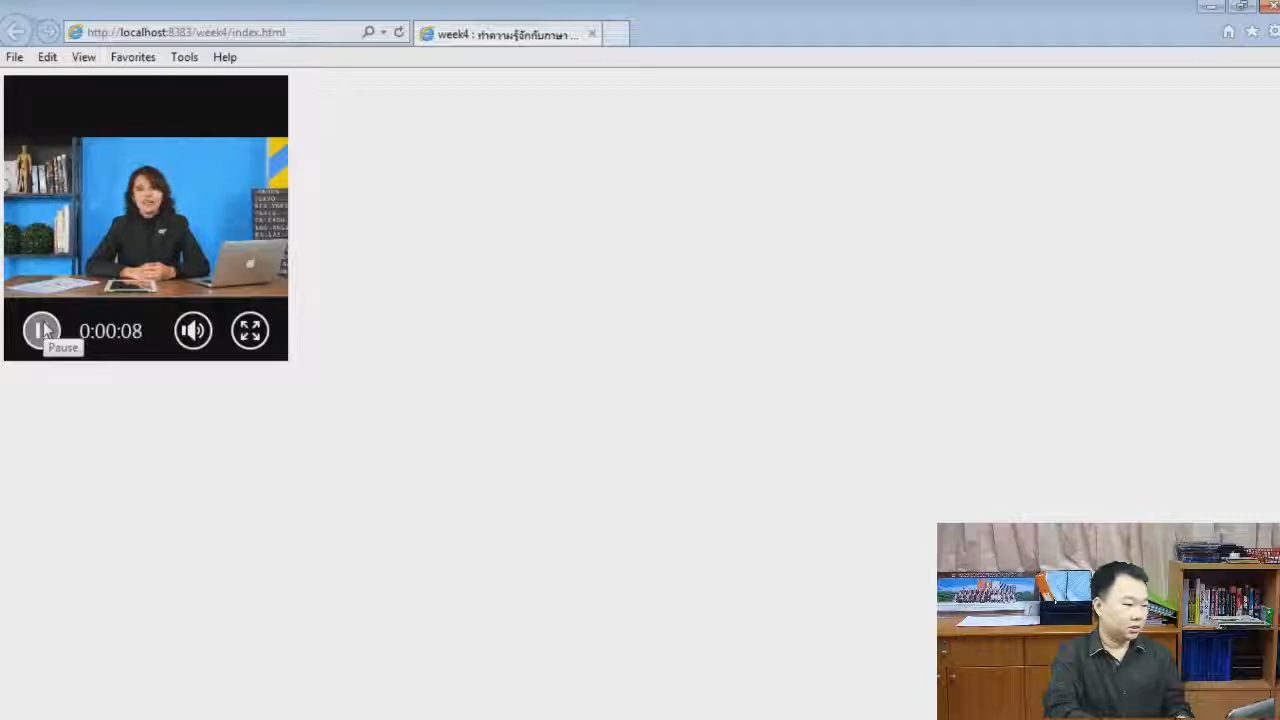 http://localhost:8383/week4/index.html
week4 : ทำความรู้จักกับภาษา ...
File Edit View Favorites Tools Help
0:00:08
Pause